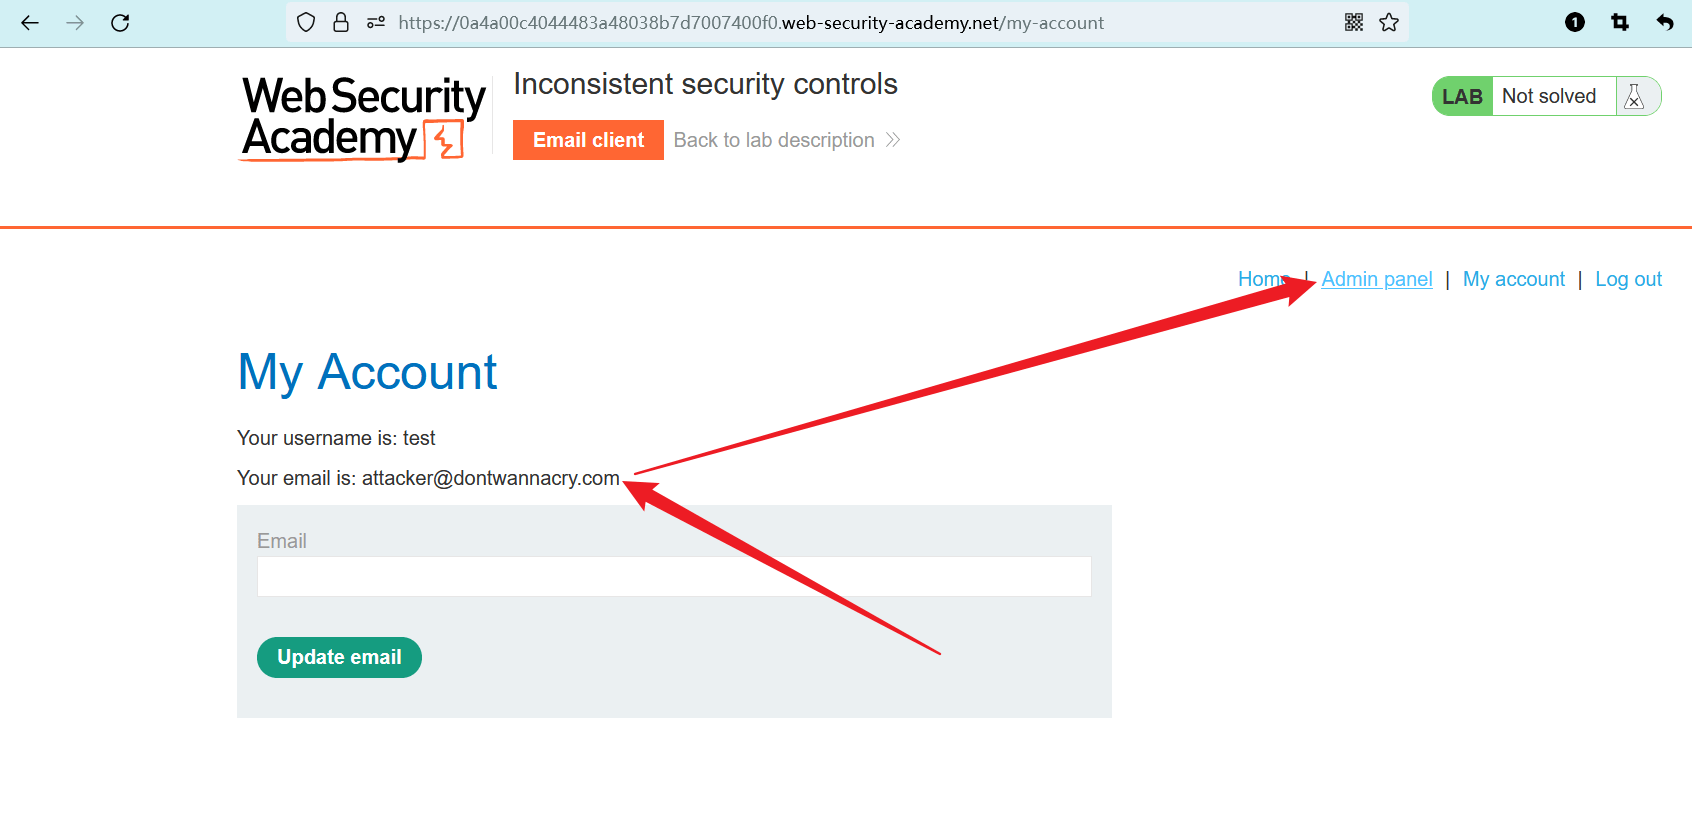 https://0a4a00c4044483a48038b7d7007400f0.web-security-academy.net/my-account
1
Web Security
Academy
Inconsistent security controls
Email client
Back to lab description
LAB
Not solved
Home | Admin panel | My account | Log out
My Account
Your username is: test
Your email is: attacker@dontwannacry.com
Email
Update email